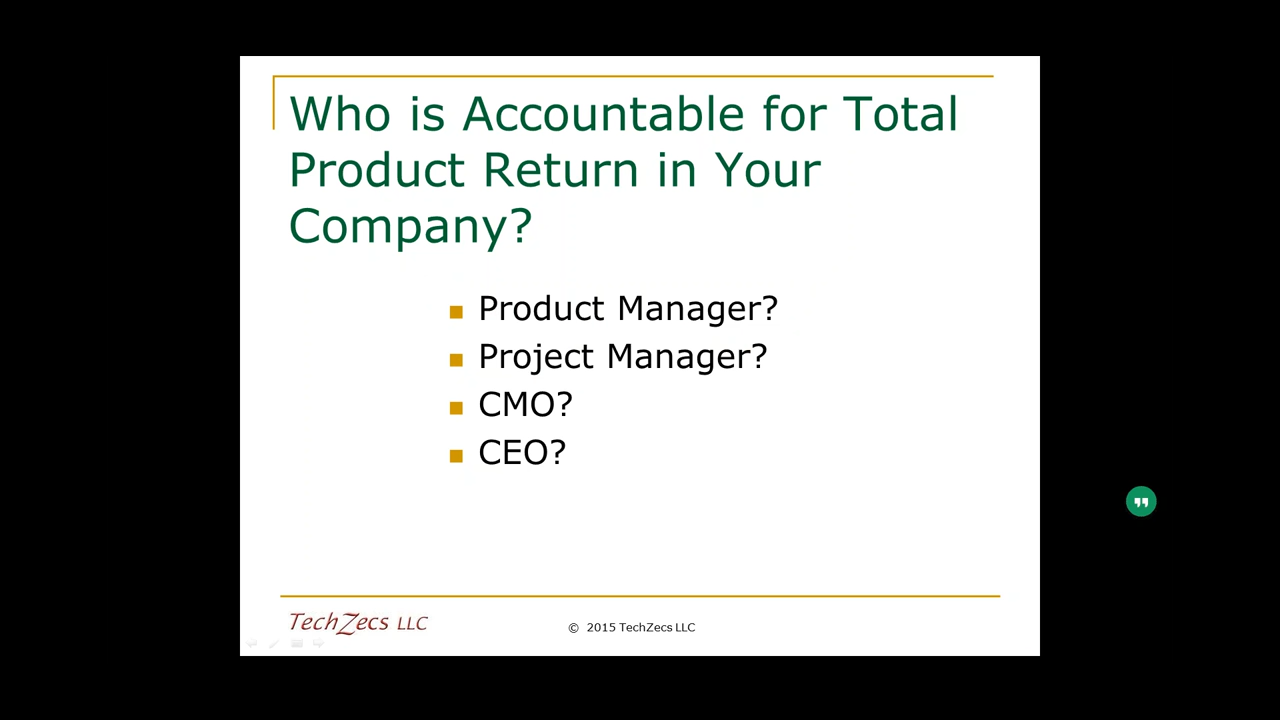 Who is Accountable for Total
Product Return in Your
Company?
Product Manager?
Project Manager?
CMO?
CEO?
TechZecs LLC
© 2015 TechZecs LLC